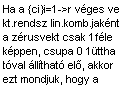 Ha a {ci}i=1->r véges ve
kt.rendsz lin.komb.jaként
a zérusvekt csak 1féle
képpen, csupa 0 1üttha
tóval állítható elő, akkor
ezt mondjuk, hogy a